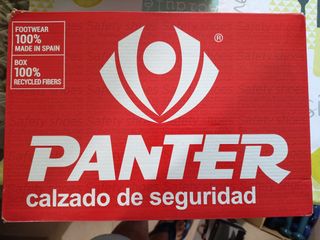 FOOTWEAR
100%
MADE IN SPAIN
BOX
100%
RECYCLED FIBERS
®
PANTER
calzado de seguridad